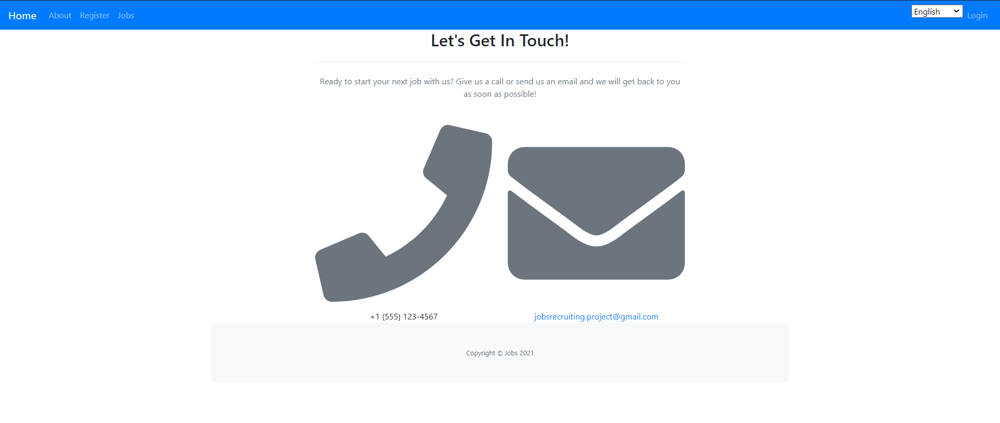 Home About Register Jobs English Login
Let's Get In Touch!
Ready to start your next job with us? Give us a call or send us an email and we will get back to you
as soon as possible!
+1 (555) 123-4567 jobsrecruiting.project@gmail.com
Copyright © Jobs 2021